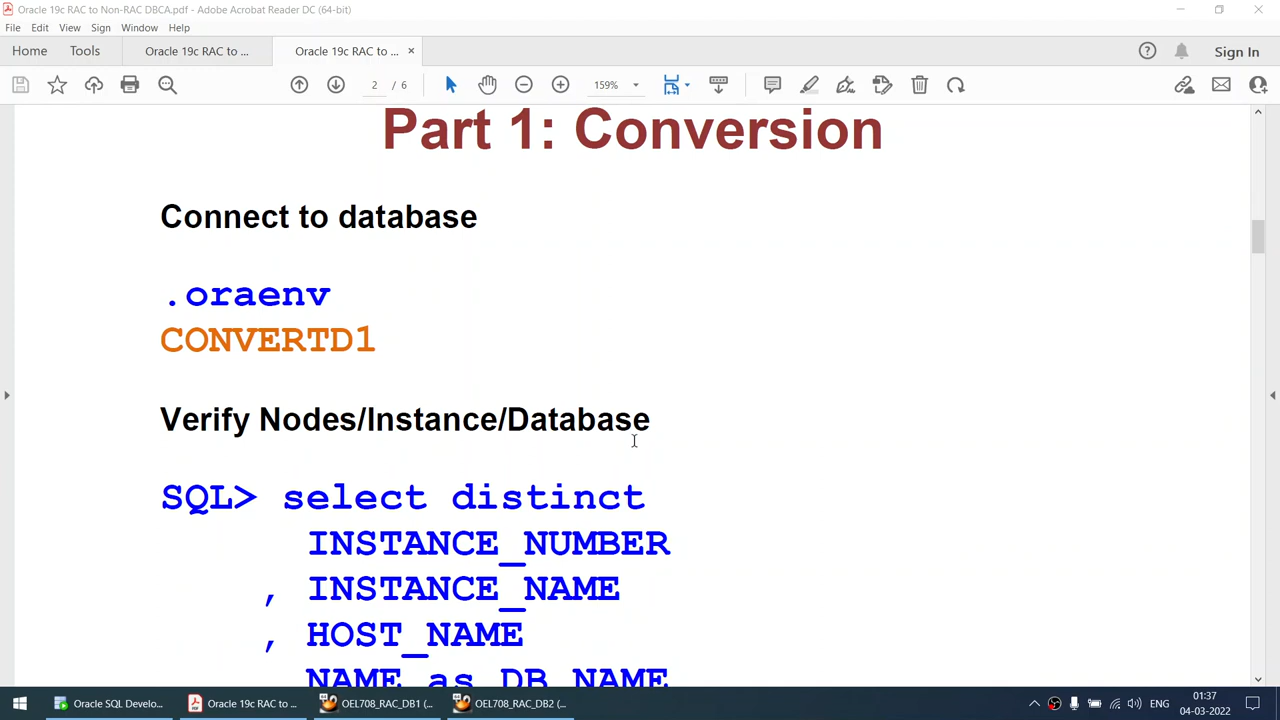 Oracle 19c RAC to Non-RAC DBCA.pdf - Adobe Acrobat Reader DC (64-bit)
File Edit View Sign Window Help
Home Tools Oracle 19c RAC to ... Oracle 19c RAC to ... × Sign In
2 / 6 159%
Part 1: Conversion
Connect to database
.oraenv
CONVERTD1
Verify Nodes/Instance/Database
SQL> select distinct
INSTANCE_NUMBER
, INSTANCE_NAME
, HOST_NAME
NAME as DB_NAME
Oracle SQL Develo... Oracle 19c RAC to ... OEL708_RAC_DB1 (... OEL708_RAC_DB2 (... ENG 01:37
04-03-2022